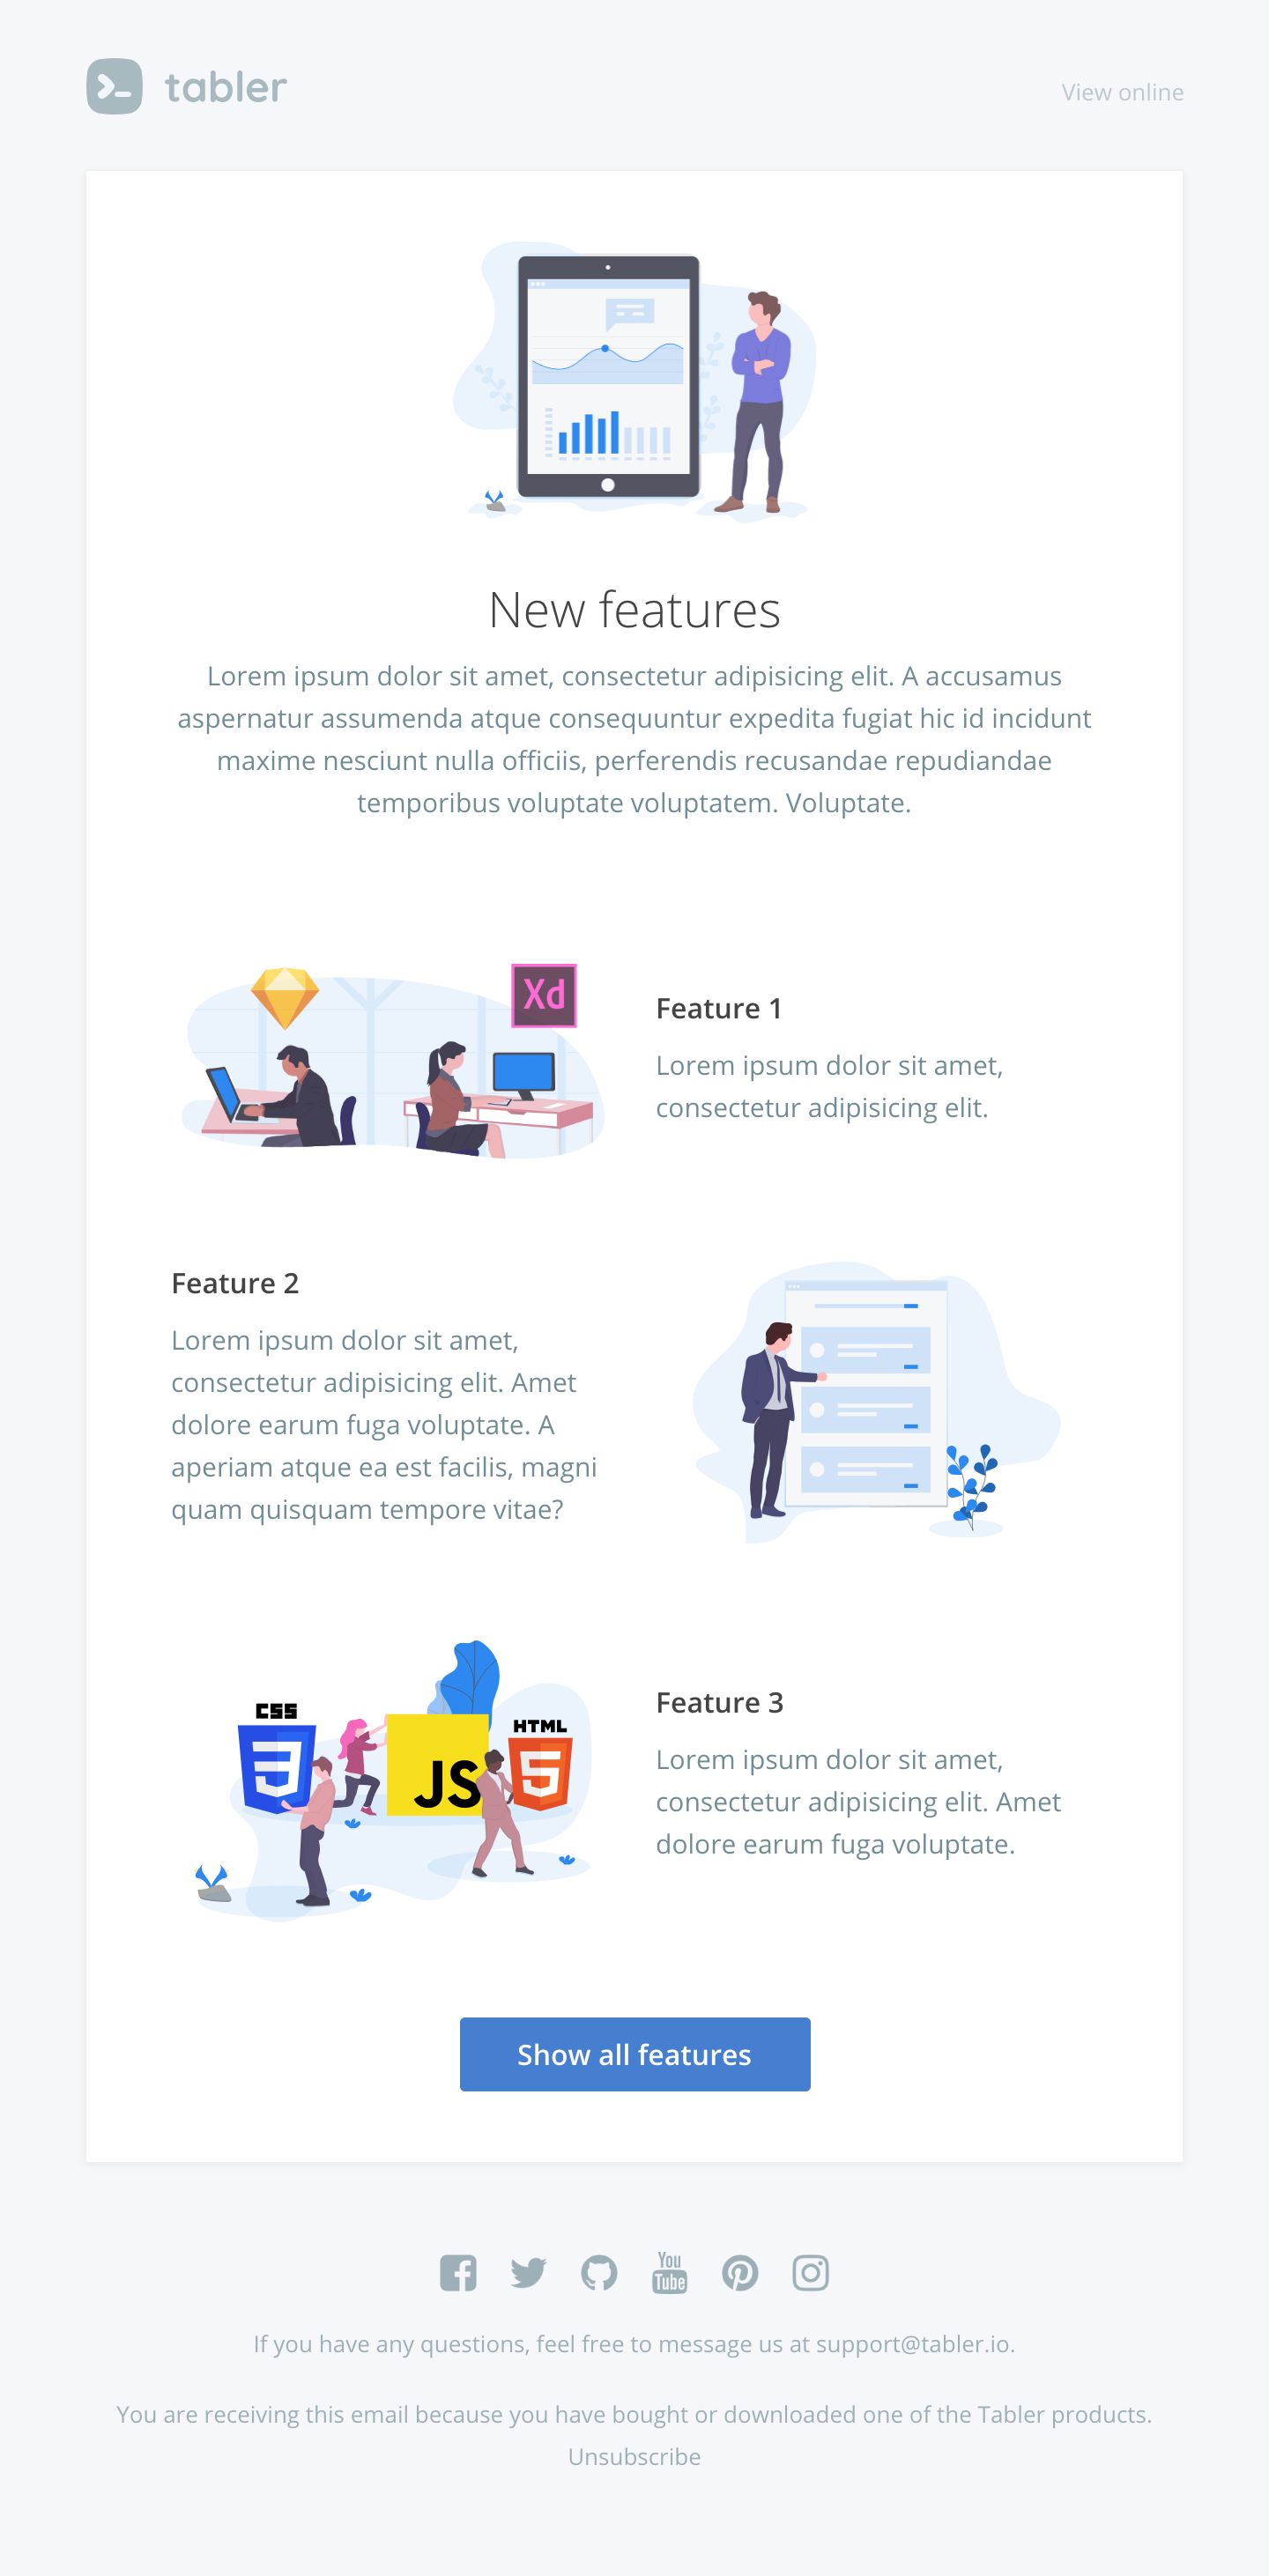 tabler
View online
New features
Lorem ipsum dolor sit amet, consectetur adipisicing elit. A accusamus
aspernatur assumenda atque consequuntur expedita fugiat hic id incidunt
maxime nesciunt nulla officiis, perferendis recusandae repudiandae
temporibus voluptate voluptatem. Voluptate.
Xd
Feature 1
Lorem ipsum dolor sit amet,
consectetur adipisicing elit.
Feature 2
Lorem ipsum dolor sit amet,
consectetur adipisicing elit. Amet
dolore earum fuga voluptate. A
aperiam atque ea est facilis, magni
quam quisquam tempore vitae?
CSS
3
JS
HTML
5
Feature 3
Lorem ipsum dolor sit amet,
consectetur adipisicing elit. Amet
dolore earum fuga voluptate.
Show all features
You
Tube
If you have any questions, feel free to message us at support@tabler.io.
You are receiving this email because you have bought or downloaded one of the Tabler products.
Unsubscribe